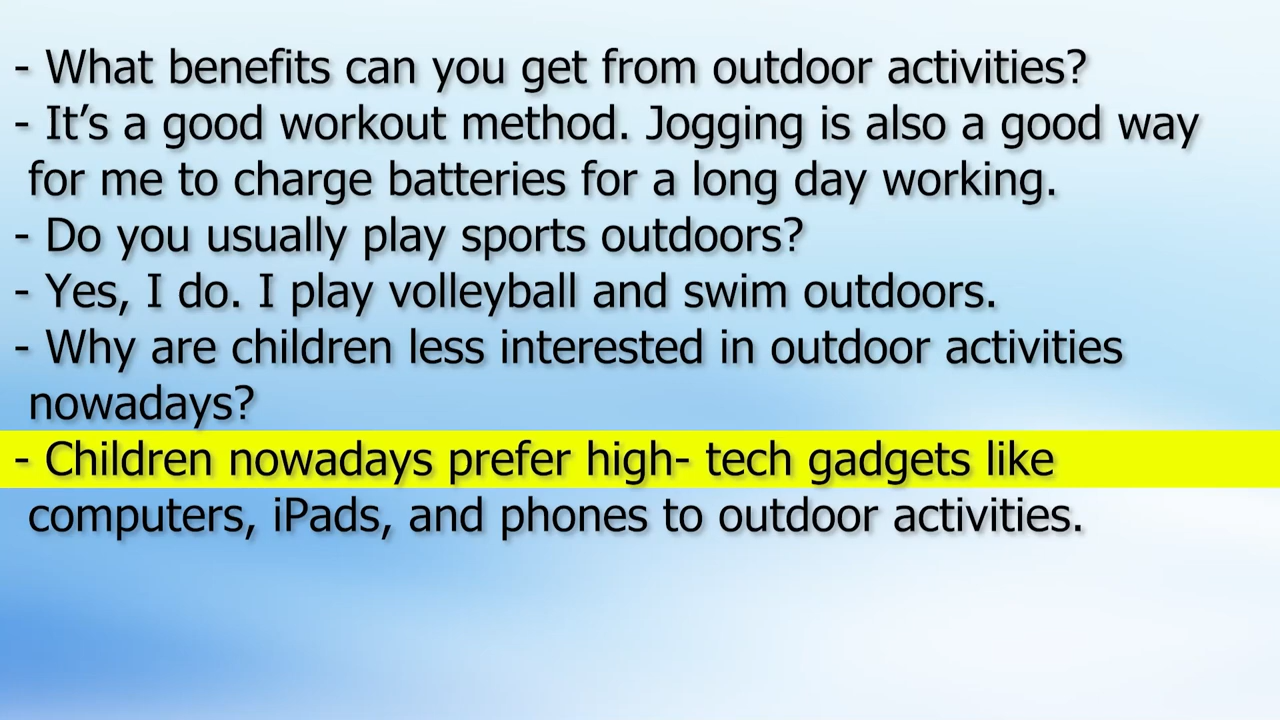 - What benefits can you get from outdoor activities?
- It’s a good workout method. Jogging is also a good way
for me to charge batteries for a long day working.
- Do you usually play sports outdoors?
- Yes, I do. I play volleyball and swim outdoors.
- Why are children less interested in outdoor activities
nowadays?
- Children nowadays prefer high- tech gadgets like
computers, iPads, and phones to outdoor activities.